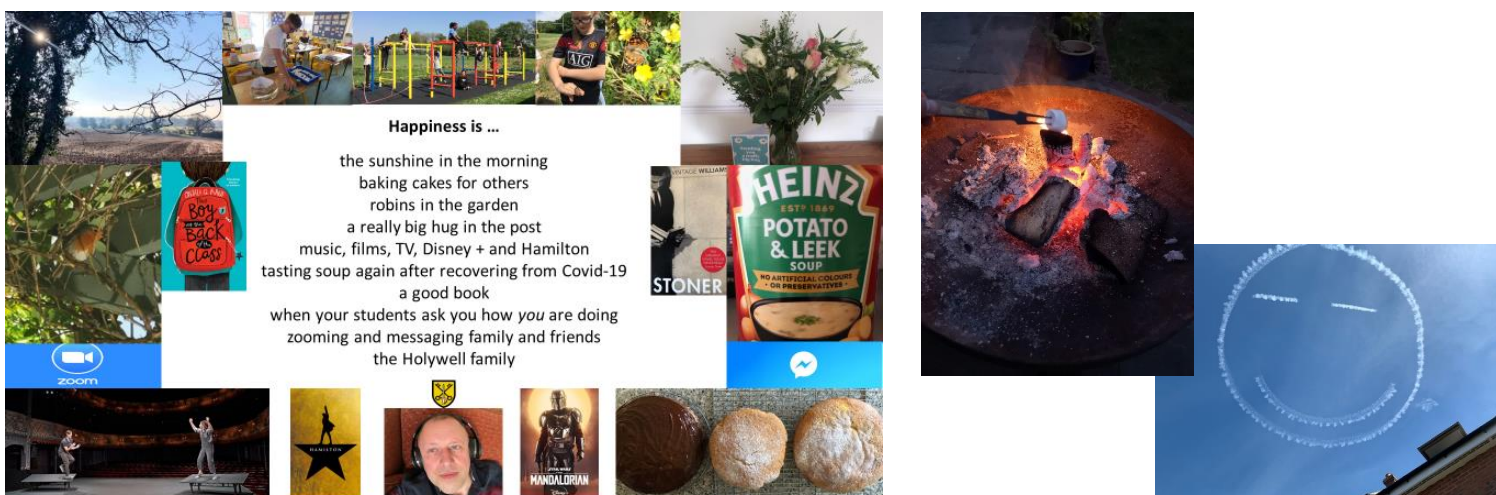 AIG
Happiness is ...
the sunshine in the morning
baking cakes for others
robins in the garden
a really big hug in the post
music, films, TV, Disney + and Hamilton
tasting soup again after recovering from Covid-19
a good book
when your students ask you how you are doing
zooming and messaging family and friends
the Holywell family
The
Boy
at the
Back
of the
Class
VINTAGE WILLIAMS
STONER
HEINZ
ESTD 1869
POTATO
& LEEK
SOUP
NO ARTIFICIAL COLOURS
OR PRESERVATIVES
zoom
HAMILTON
STAR WARS
THE
MANDALORIAN